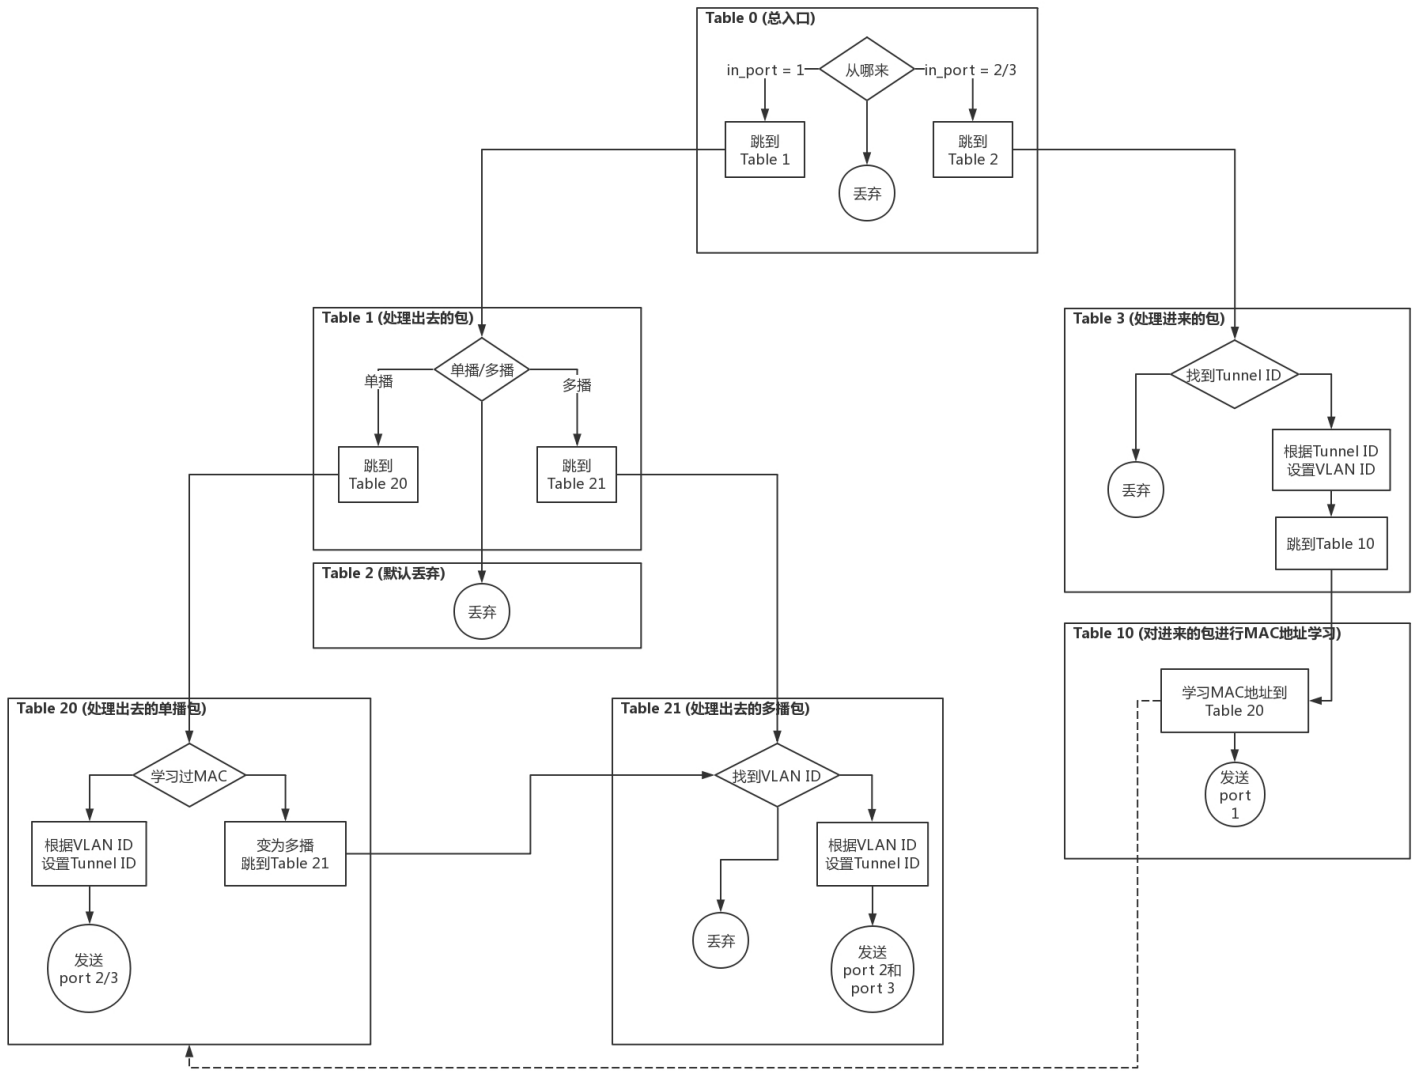 Table 0 (总入口)
从哪来
in_port = 1
in_port = 2/3
跳到
Table 1
跳到
Table 2
丢弃
Table 1 (处理出去的包)
单播/多播
单播
多播
跳到
Table 20
跳到
Table 21
Table 2 (默认丢弃)
丢弃
Table 3 (处理进来的包)
找到Tunnel ID
丢弃
根据Tunnel ID
设置VLAN ID
跳到Table 10
Table 10 (对进来的包进行MAC地址学习)
学习MAC地址到
Table 20
发送
port
1
Table 20 (处理出去的单播包)
学习过MAC
根据VLAN ID
设置Tunnel ID
变为多播
跳到Table 21
发送
port 2/3
Table 21 (处理出去的多播包)
找到VLAN ID
根据VLAN ID
设置Tunnel ID
丢弃
发送
port 2和
port 3